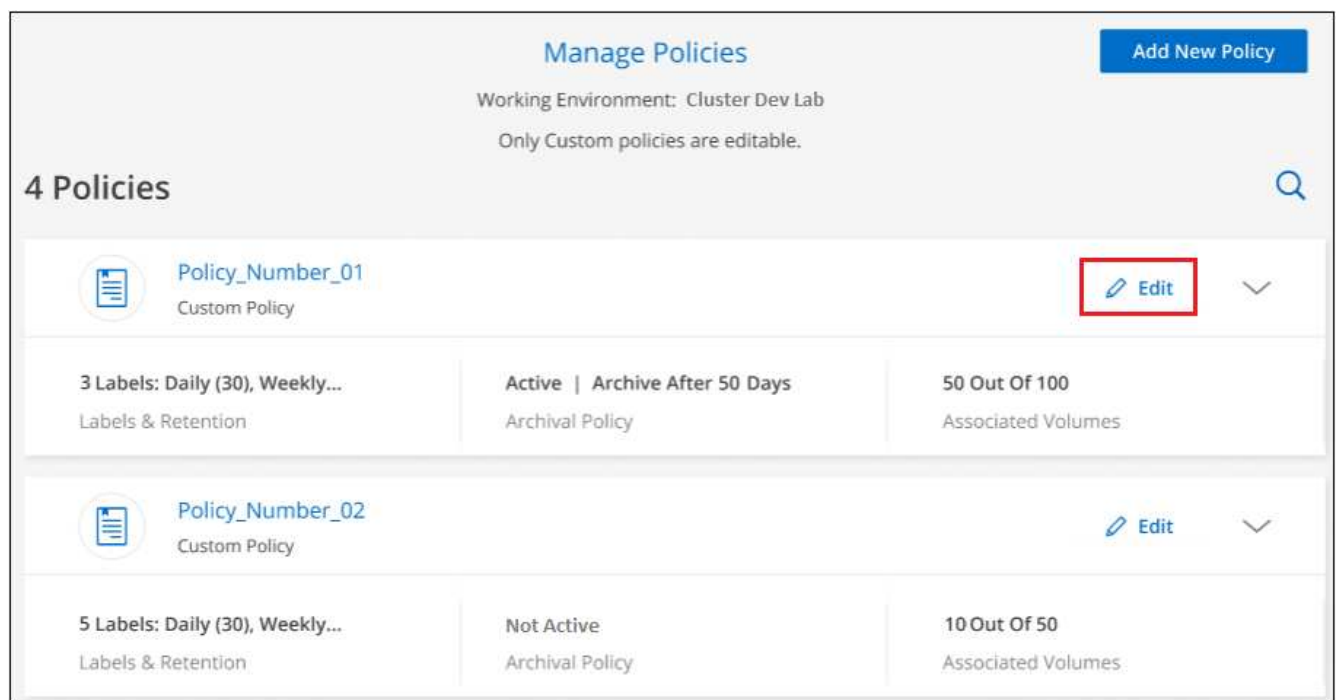 Manage Policies
Add New Policy
Working Environment: Cluster Dev Lab
Only Custom policies are editable.
4 Policies
Policy_Number_01
Custom Policy
Edit
3 Labels: Daily (30), Weekly...
Labels & Retention
Active | Archive After 50 Days
Archival Policy
50 Out Of 100
Associated Volumes
Policy_Number_02
Custom Policy
Edit
5 Labels: Daily (30), Weekly...
Labels & Retention
Not Active
Archival Policy
10 Out Of 50
Associated Volumes